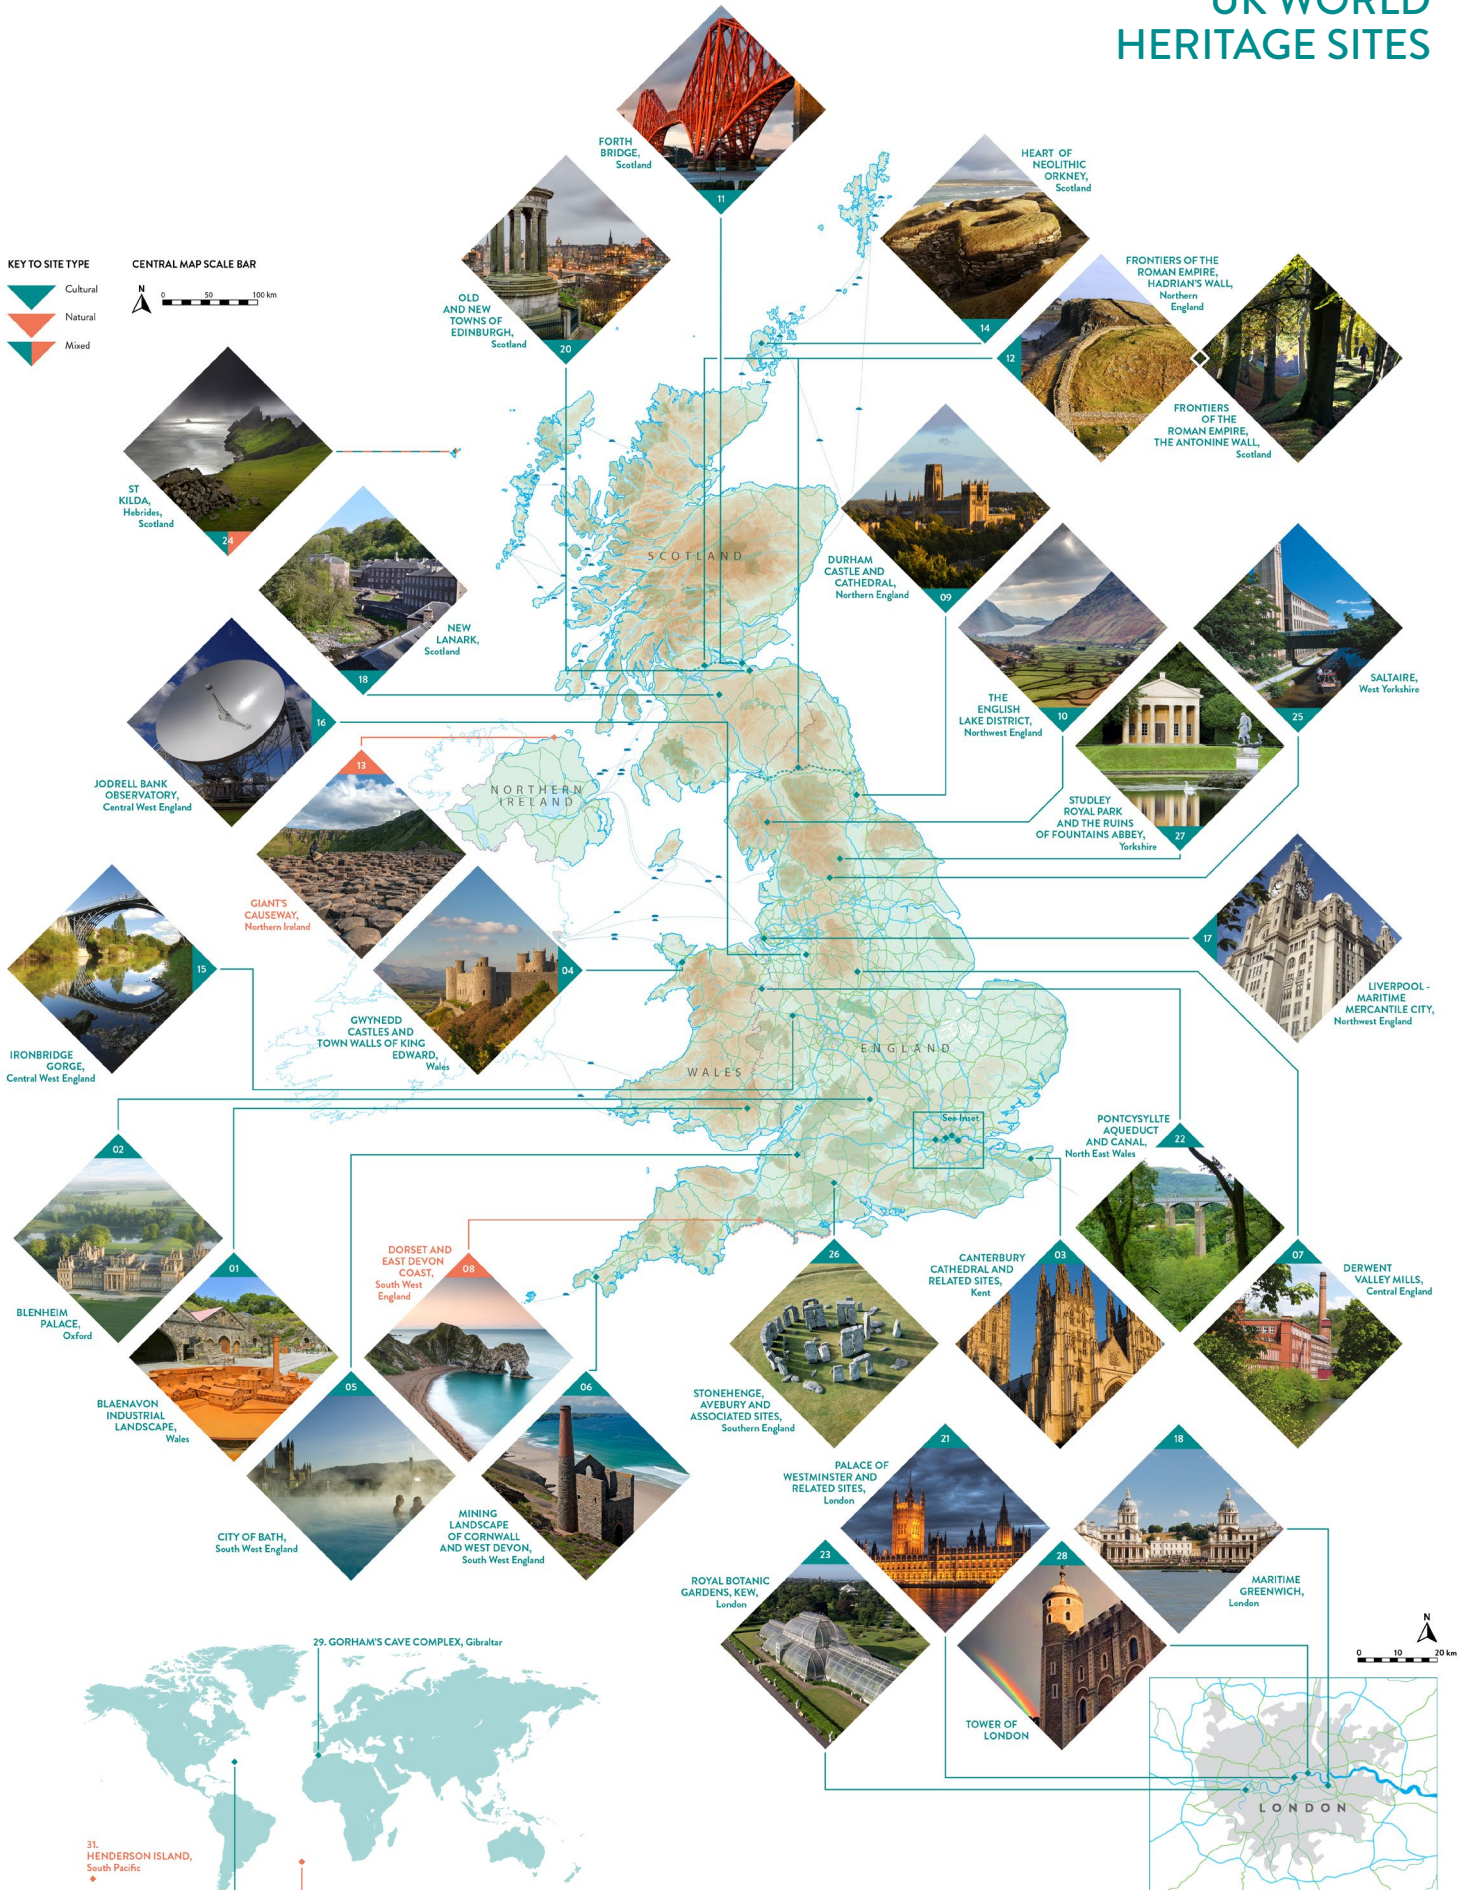 UK WORLD
HERITAGE SITES
FORTH
BRIDGE,
Scotland
11
HEART OF
NEOLITHIC
ORKNEY,
Scotland
14
OLD
AND NEW
TOWNS OF
EDINBURGH,
Scotland
20
FRONTIERS OF THE
ROMAN EMPIRE,
HADRIAN'S WALL,
Northern
England
12
FRONTIERS
OF THE
ROMAN EMPIRE,
THE ANTONINE WALL,
Scotland
KEY TO SITE TYPE
Cultural
Natural
Mixed
CENTRAL MAP SCALE BAR
N
0 50 100 km
ST
KILDA,
Hebrides,
Scotland
24
NEW
LANARK,
Scotland
18
SCOTLAND
DURHAM
CASTLE AND
CATHEDRAL,
Northern England
09
THE
ENGLISH
LAKE DISTRICT,
Northwest England
10
SALTAIRE,
West Yorkshire
25
JODRELL BANK
OBSERVATORY,
Central West England
16
STUDLEY
ROYAL PARK
AND THE RUINS
OF FOUNTAINS ABBEY,
Yorkshire
27
13
GIANT'S
CAUSEWAY,
Northern Ireland
NORTHERN
IRELAND
17
LIVERPOOL -
MARITIME
MERCANTILE CITY,
Northwest England
15
IRONBRIDGE
GORGE,
Central West England
04
GWYNEDD
CASTLES AND
TOWN WALLS OF KING
EDWARD,
Wales
ENGLAND
WALES
See Inset
PONTCYSYLLTE
AQUEDUCT
AND CANAL,
North East Wales
22
02
BLENHEIM
PALACE,
Oxford
01
BLAENAVON
INDUSTRIAL
LANDSCAPE,
Wales
DORSET AND
EAST DEVON
COAST,
South West
England
08
26
STONEHENGE,
AVEBURY AND
ASSOCIATED SITES,
Southern England
CANTERBURY
CATHEDRAL AND
RELATED SITES,
Kent
03
07
DERWENT
VALLEY MILLS,
Central England
05
CITY OF BATH,
South West England
06
MINING
LANDSCAPE
OF CORNWALL
AND WEST DEVON,
South West England
21
PALACE OF
WESTMINSTER AND
RELATED SITES,
London
18
MARITIME
GREENWICH,
London
23
ROYAL BOTANIC
GARDENS, KEW,
London
28
TOWER OF
LONDON
N
0 10 20 km
LONDON
29. GORHAM'S CAVE COMPLEX, Gibraltar
31.
HENDERSON ISLAND,
South Pacific